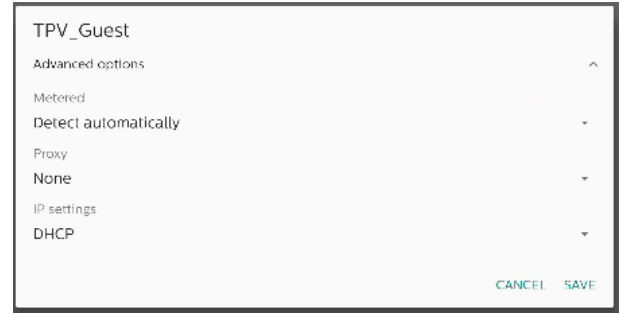 TPV_Guest
Advanced options
Metered
Detect automatically
Proxy
None
IP settings
DHCP
CANCEL SAVE